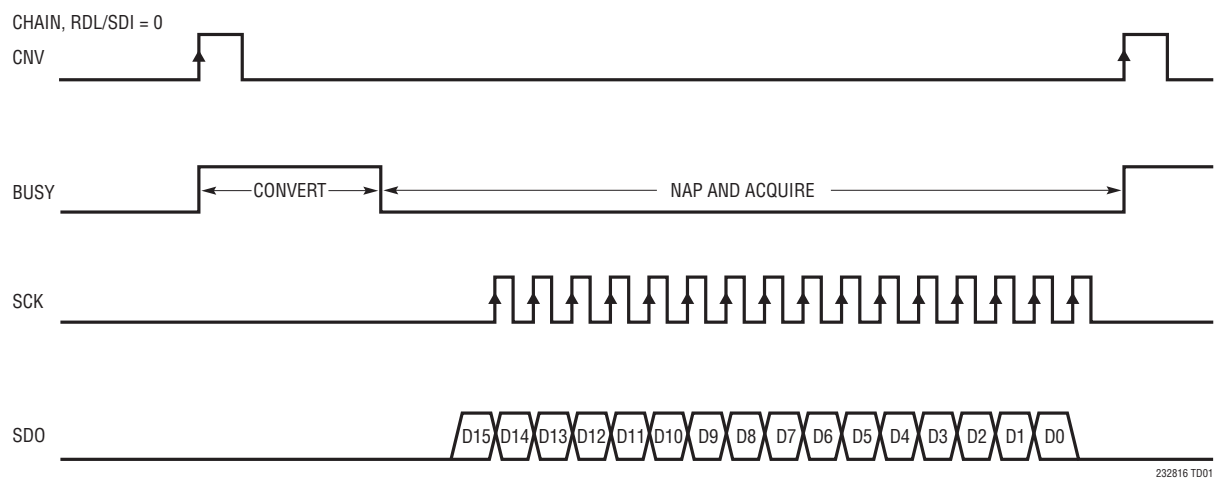 CHAIN, RDL/SDI = 0
CNV
BUSY
CONVERT
NAP AND ACQUIRE
SCK
SDO
D15 D14 D13 D12 D11 D10 D9 D8 D7 D6 D5 D4 D3 D2 D1 D0
232816 TD01